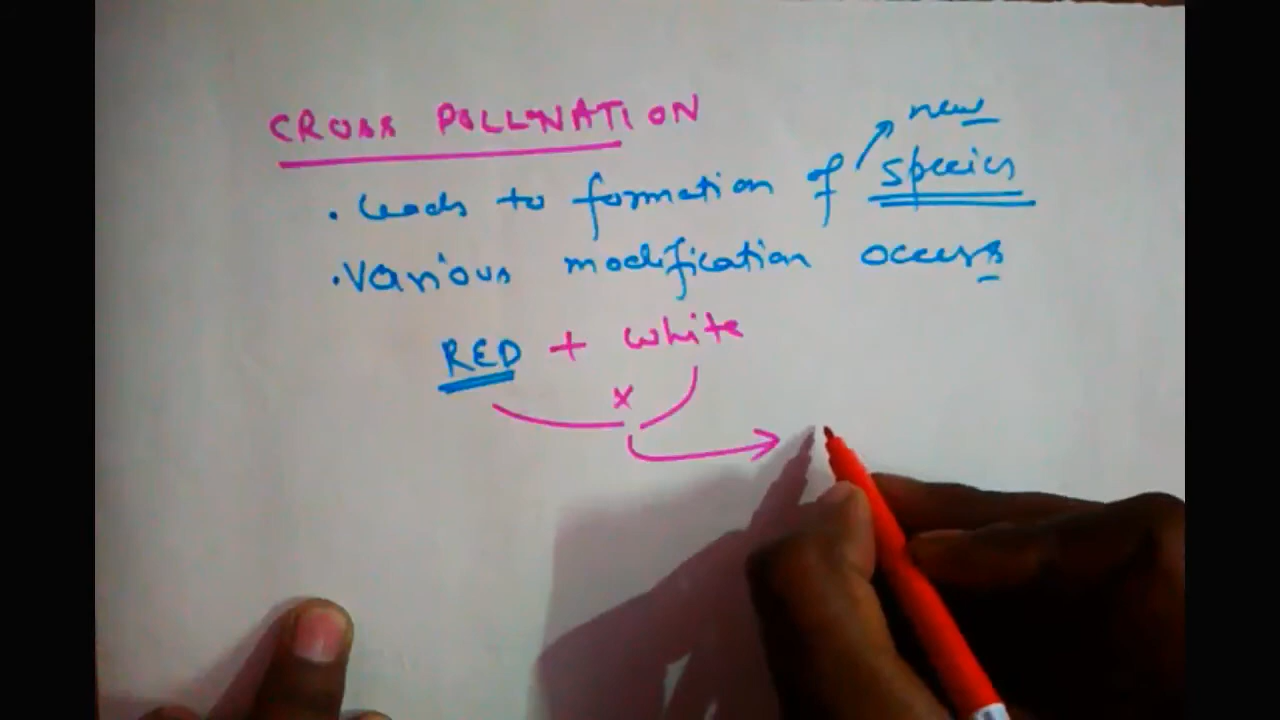 CROSS POLLINATION
new
. leads to formation of species
. Various modification occurs
RED + white
x